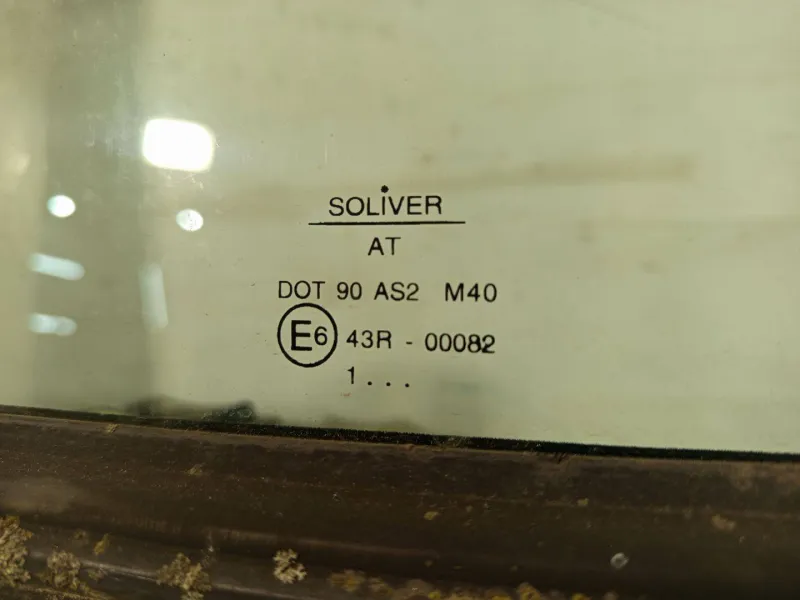 SOLIVER
AT
DOT 90 AS2 M40
E6 43R - 00082
1...